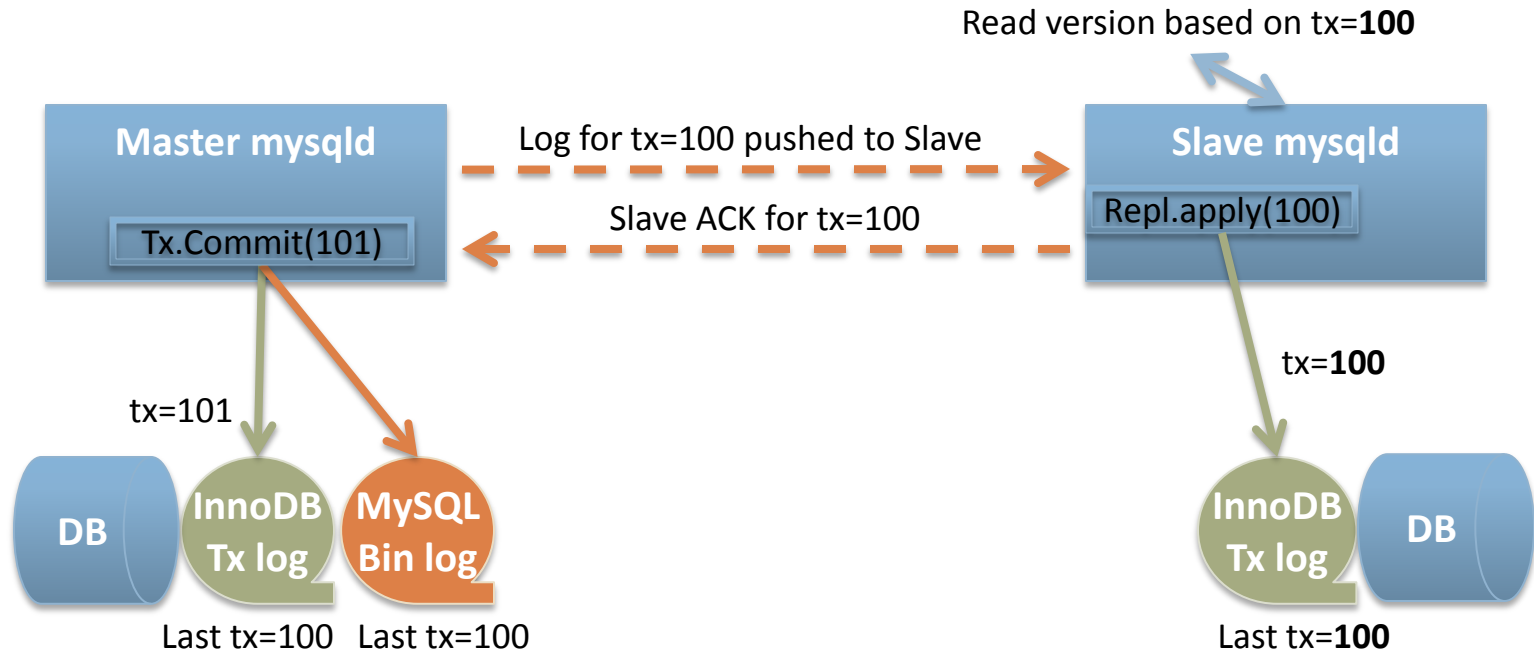 Read version based on tx=100
Master mysqld
Log for tx=100 pushed to Slave
Slave mysqld
Tx.Commit(101)
Slave ACK for tx=100
Repl.apply(100)
tx=101
tx=100
DB
InnoDB
Tx log
MySQL
Bin log
InnoDB
Tx log
DB
Last tx=100
Last tx=100
Last tx=100